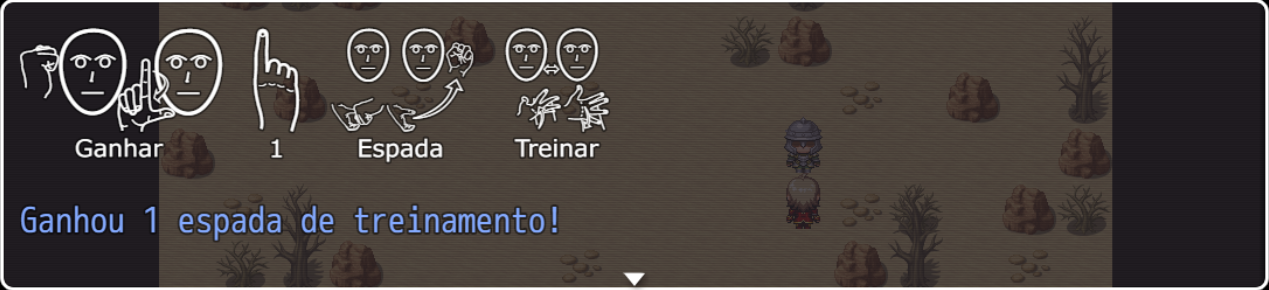 Ganhar 1 Espada Treinar
Ganhou 1 espada de treinamento!